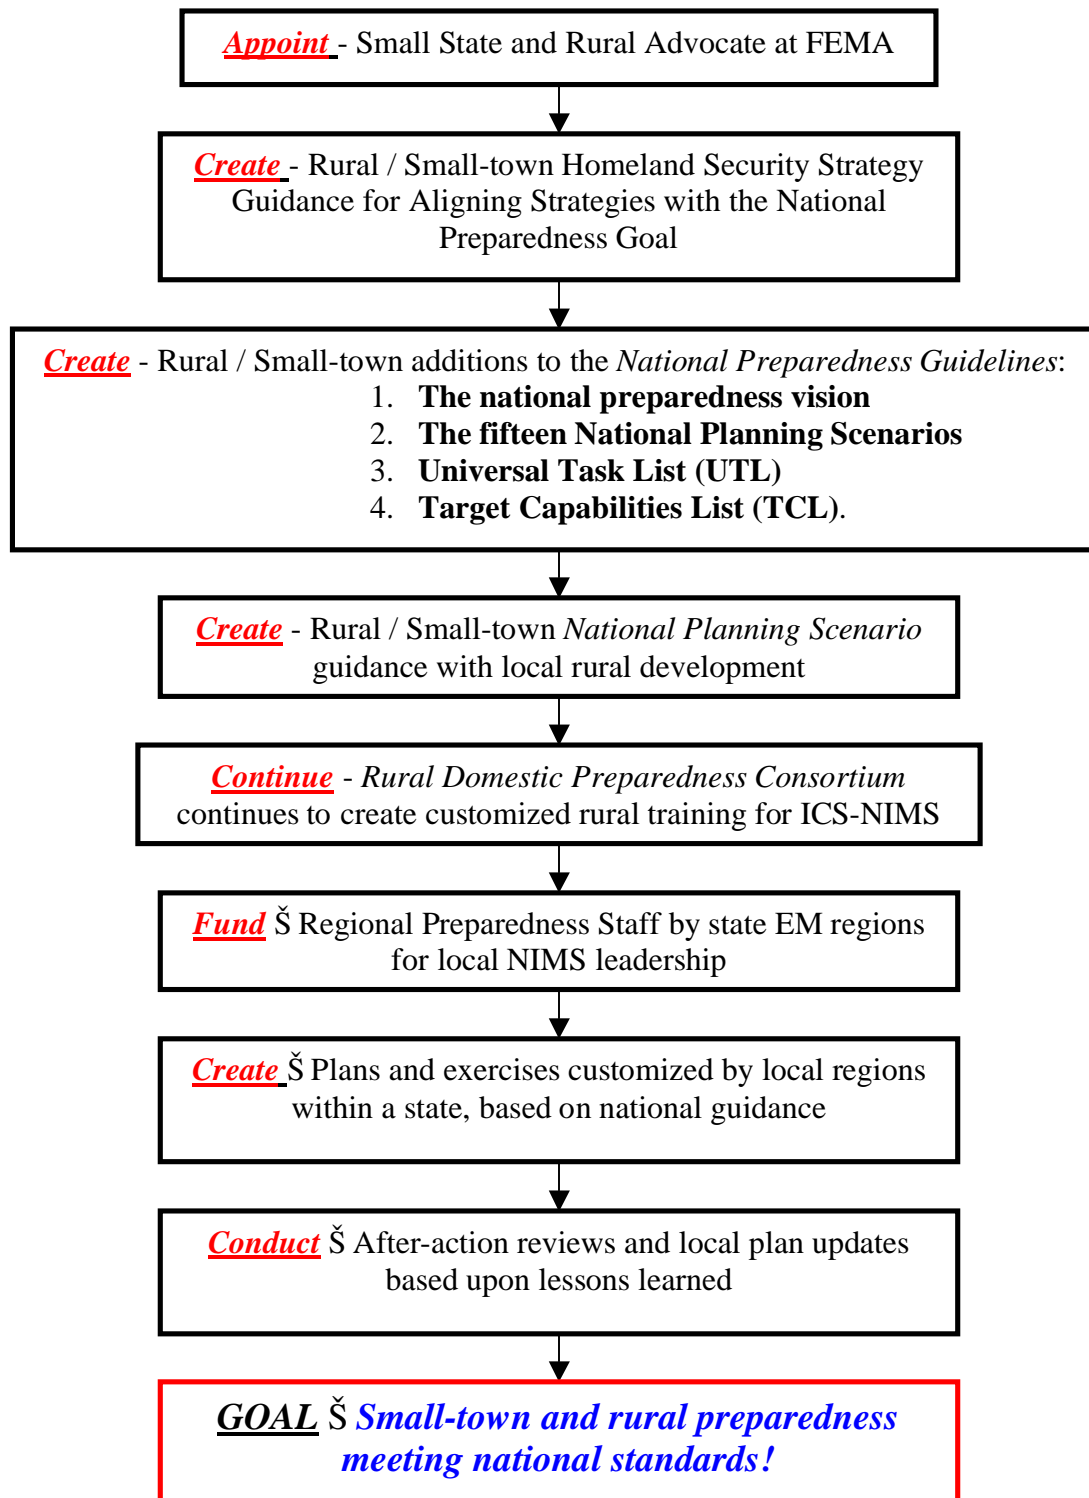 Appoint - Small State and Rural Advocate at FEMA
Create - Rural / Small-town Homeland Security Strategy
Guidance for Aligning Strategies with the National
Preparedness Goal
Create - Rural / Small-town additions to the National Preparedness Guidelines:
1. The national preparedness vision
2. The fifteen National Planning Scenarios
3. Universal Task List (UTL)
4. Target Capabilities List (TCL).
Create - Rural / Small-town National Planning Scenario
guidance with local rural development
Continue - Rural Domestic Preparedness Consortium
continues to create customized rural training for ICS-NIMS
Fund Š Regional Preparedness Staff by state EM regions
for local NIMS leadership
Create Š Plans and exercises customized by local regions
within a state, based on national guidance
Conduct Š After-action reviews and local plan updates
based upon lessons learned
GOAL Š Small-town and rural preparedness
meeting national standards!